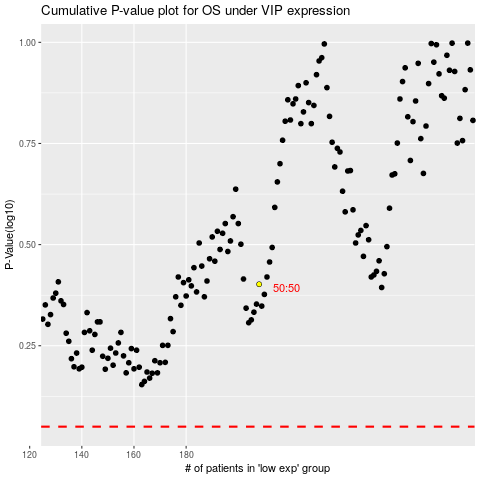 Cumulative P-value plot for OS under VIP expression
P-Value(log10)
1.00
0.75
0.50
0.25
50:50
120 140 160 180
# of patients in 'low exp' group